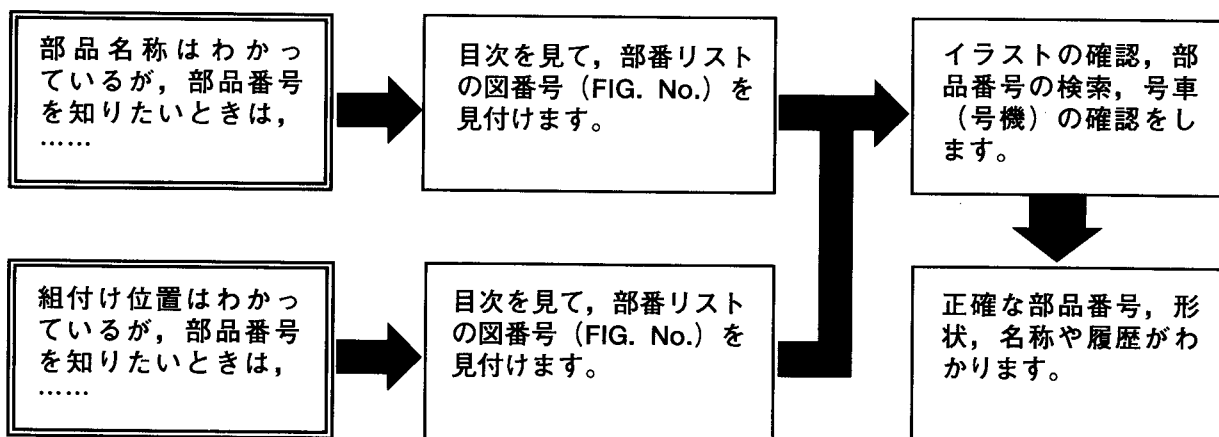 部品名称はわかっ
ているが，部品番号
を知りたいときは，
……
目次を見て，部番リスト
の図番号（FIG. No.）を
見付けます。
イラストの確認，部
品番号の検索，号車
（号機）の確認をし
ます。
組付け位置はわかっ
ているが，部品番号
を知りたいときは，
……
目次を見て，部番リスト
の図番号（FIG. No.）を
見付けます。
正確な部品番号，形
状，名称や履歴がわ
かります。